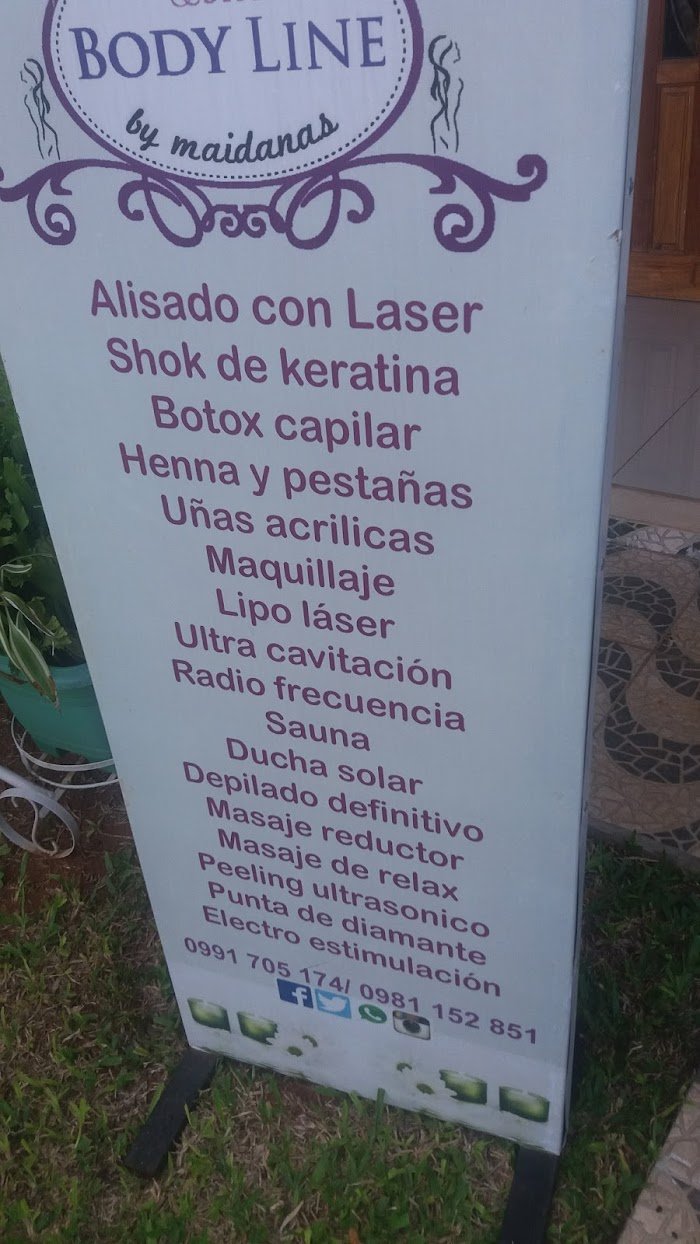 BODY LINE
by maidanas
Alisado con Laser
Shok de keratina
Botox capilar
Henna y pestañas
Uñas acrilicas
Maquillaje
Lipo láser
Ultra cavitación
Radio frecuencia
Sauna
Ducha solar
Depilado definitivo
Masaje reductor
Masaje de relax
Peeling ultrasonico
Punta de diamante
Electro estimulación
0991 705 174/ 0981 152 851